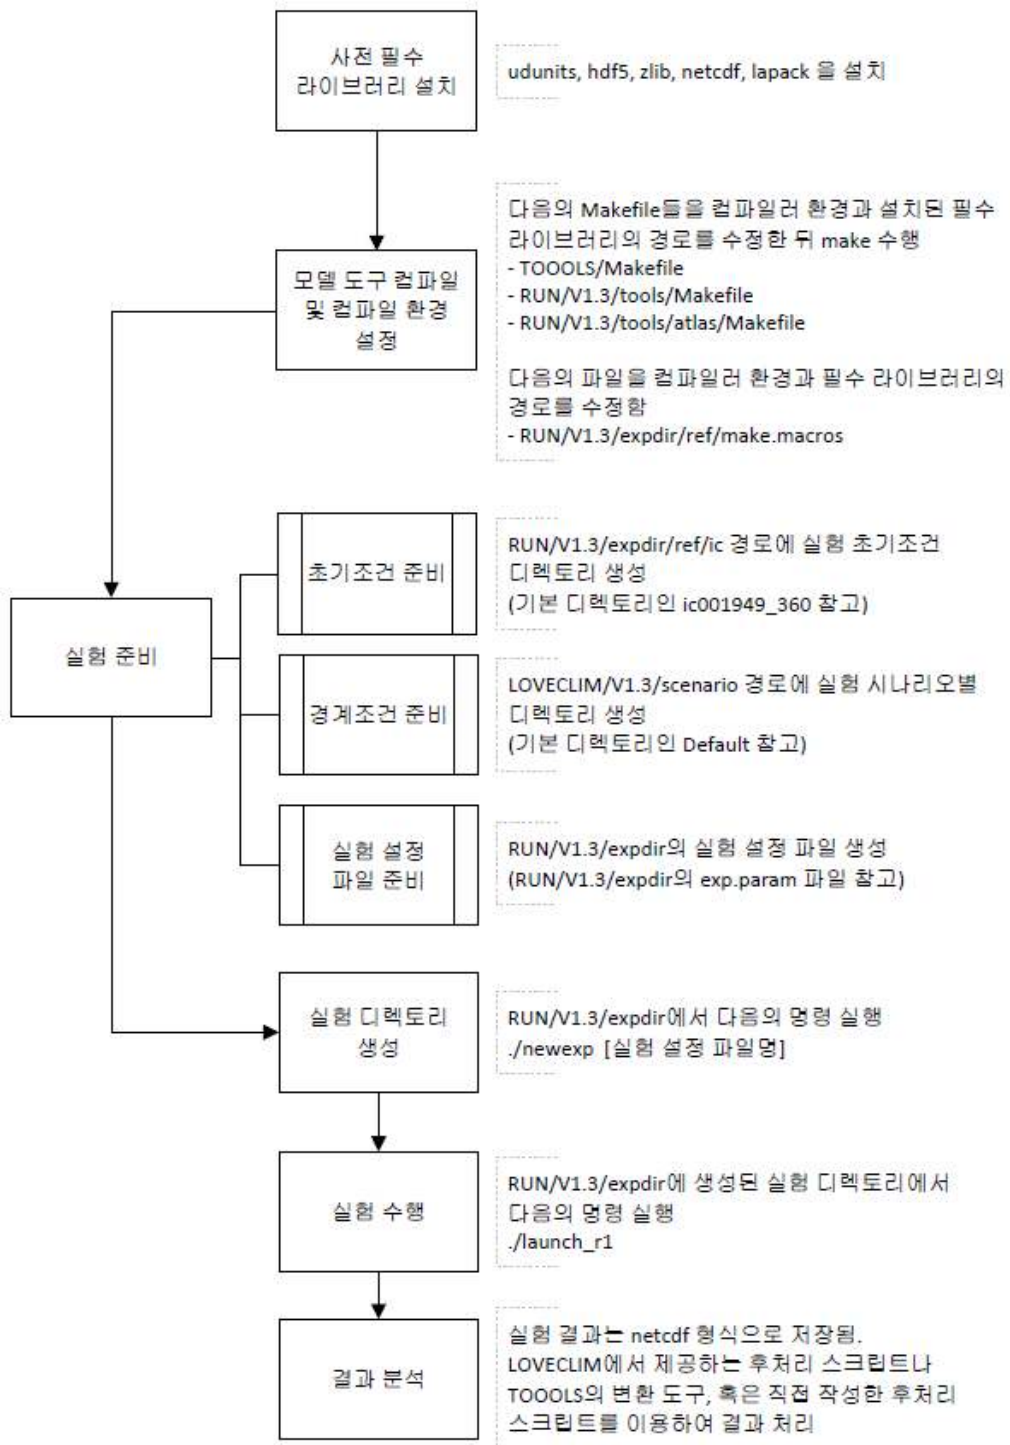 사전 필수
라이브러리 설치
udunits, hdf5, zlib, netcdf, lapack 을 설치
모델 도구 컴파일
및 컴파일 환경
설정
다음의 Makefile들을 컴파일러 환경과 설치된 필수
라이브러리의 경로를 수정한 뒤 make 수행
- TOOOLS/Makefile
- RUN/V1.3/tools/Makefile
- RUN/V1.3/tools/atlas/Makefile
다음의 파일을 컴파일러 환경과 필수 라이브러리의
경로를 수정함
- RUN/V1.3/expdir/ref/make.macros
실험 준비
초기조건 준비
RUN/V1.3/expdir/ref/ic 경로에 실험 초기조건
디렉토리 생성
(기본 디렉토리인 ic001949_360 참고)
경계조건 준비
LOVECLIM/V1.3/scenario 경로에 실험 시나리오별
디렉토리 생성
(기본 디렉토리인 Default 참고)
실험 설정
파일 준비
RUN/V1.3/expdir의 실험 설정 파일 생성
(RUN/V1.3/expdir의 exp.param 파일 참고)
실험 디렉토리
생성
RUN/V1.3/expdir에서 다음의 명령 실행
./newexp [실험 설정 파일명]
실험 수행
RUN/V1.3/expdir에 생성된 실험 디렉토리에서
다음의 명령 실행
./launch_r1
결과 분석
실험 결과는 netcdf 형식으로 저장됨.
LOVECLIM에서 제공하는 후처리 스크립트나
TOOOLS의 변환 도구, 혹은 직접 작성한 후처리
스크립트를 이용하여 결과 처리